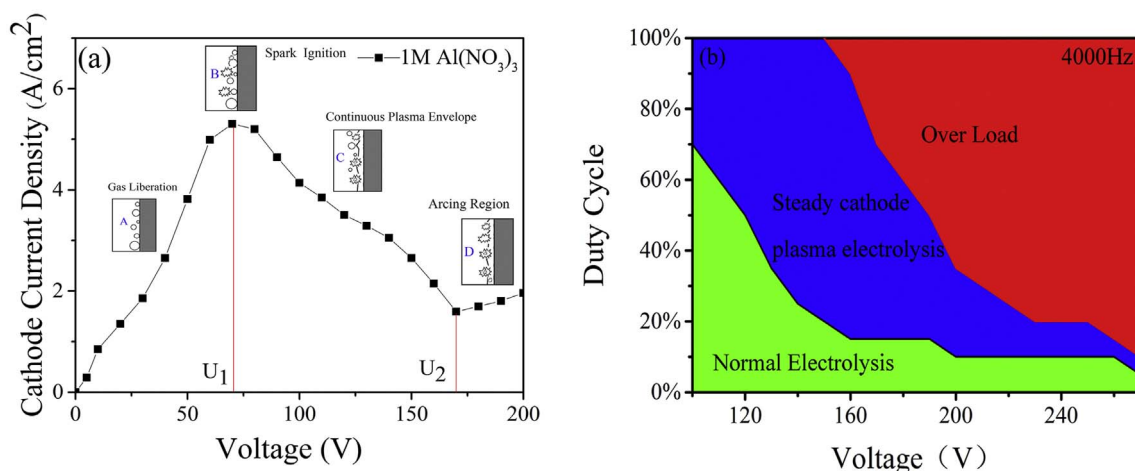 (a)
Spark Ignition
1M Al(NO3)3
B
Continuous Plasma Envelope
C
Gas Liberation
A
Arcing Region
D
U1
U2
Cathode Current Density (A/cm²)
0
2
4
6
0
50
100
150
200
Voltage (V)
(b)
4000Hz
Over Load
Steady cathode
plasma electrolysis
Normal Electrolysis
Duty Cycle
100%
80%
60%
40%
20%
0%
120
160
200
240
Voltage（V）